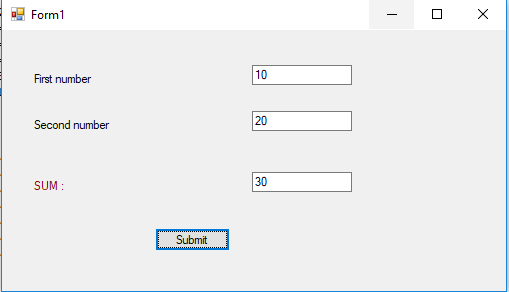 Form1
First number 10
Second number 20
SUM : 30
Submit